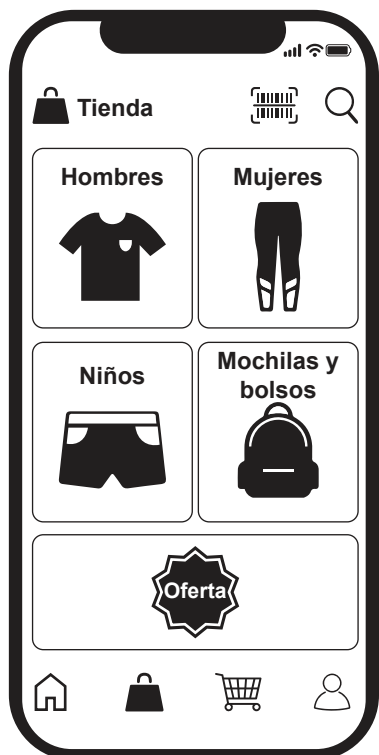 Tienda
Hombres
Mujeres
Niños
Mochilas y
bolsos
Oferta